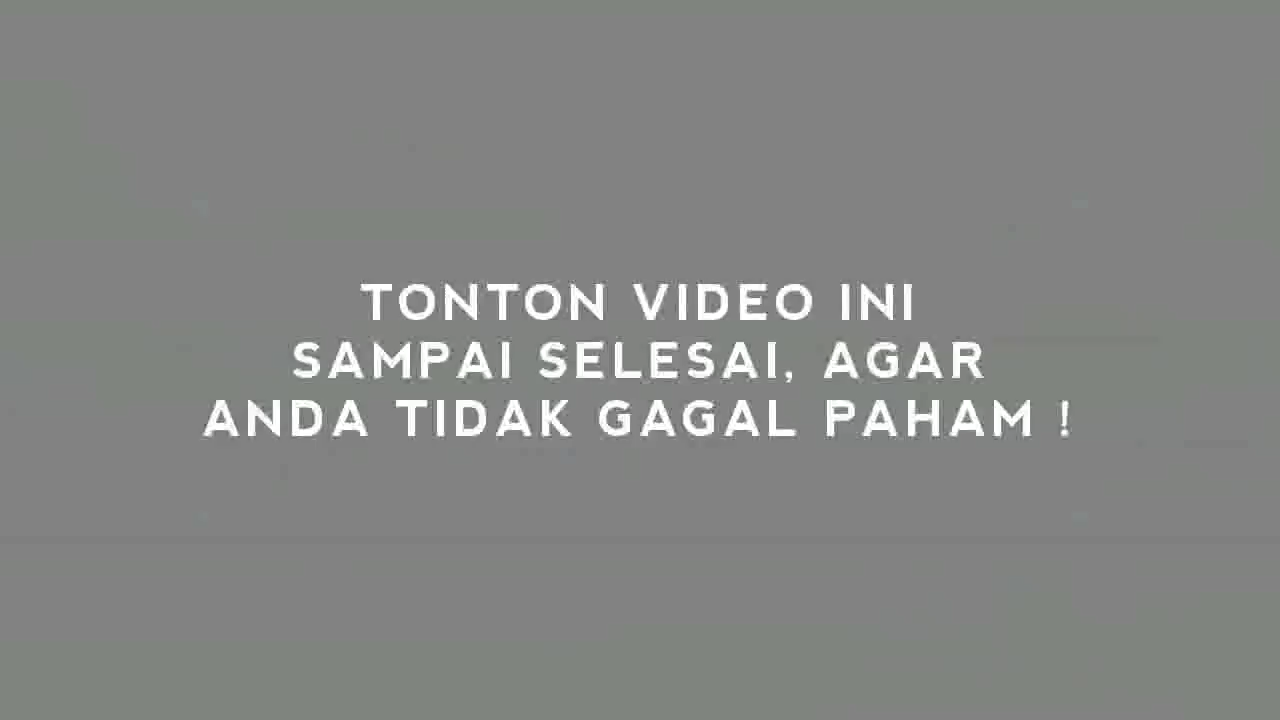 TONTON VIDEO INI
SAMPAI SELESAI, AGAR
ANDA TIDAK GAGAL PAHAM !